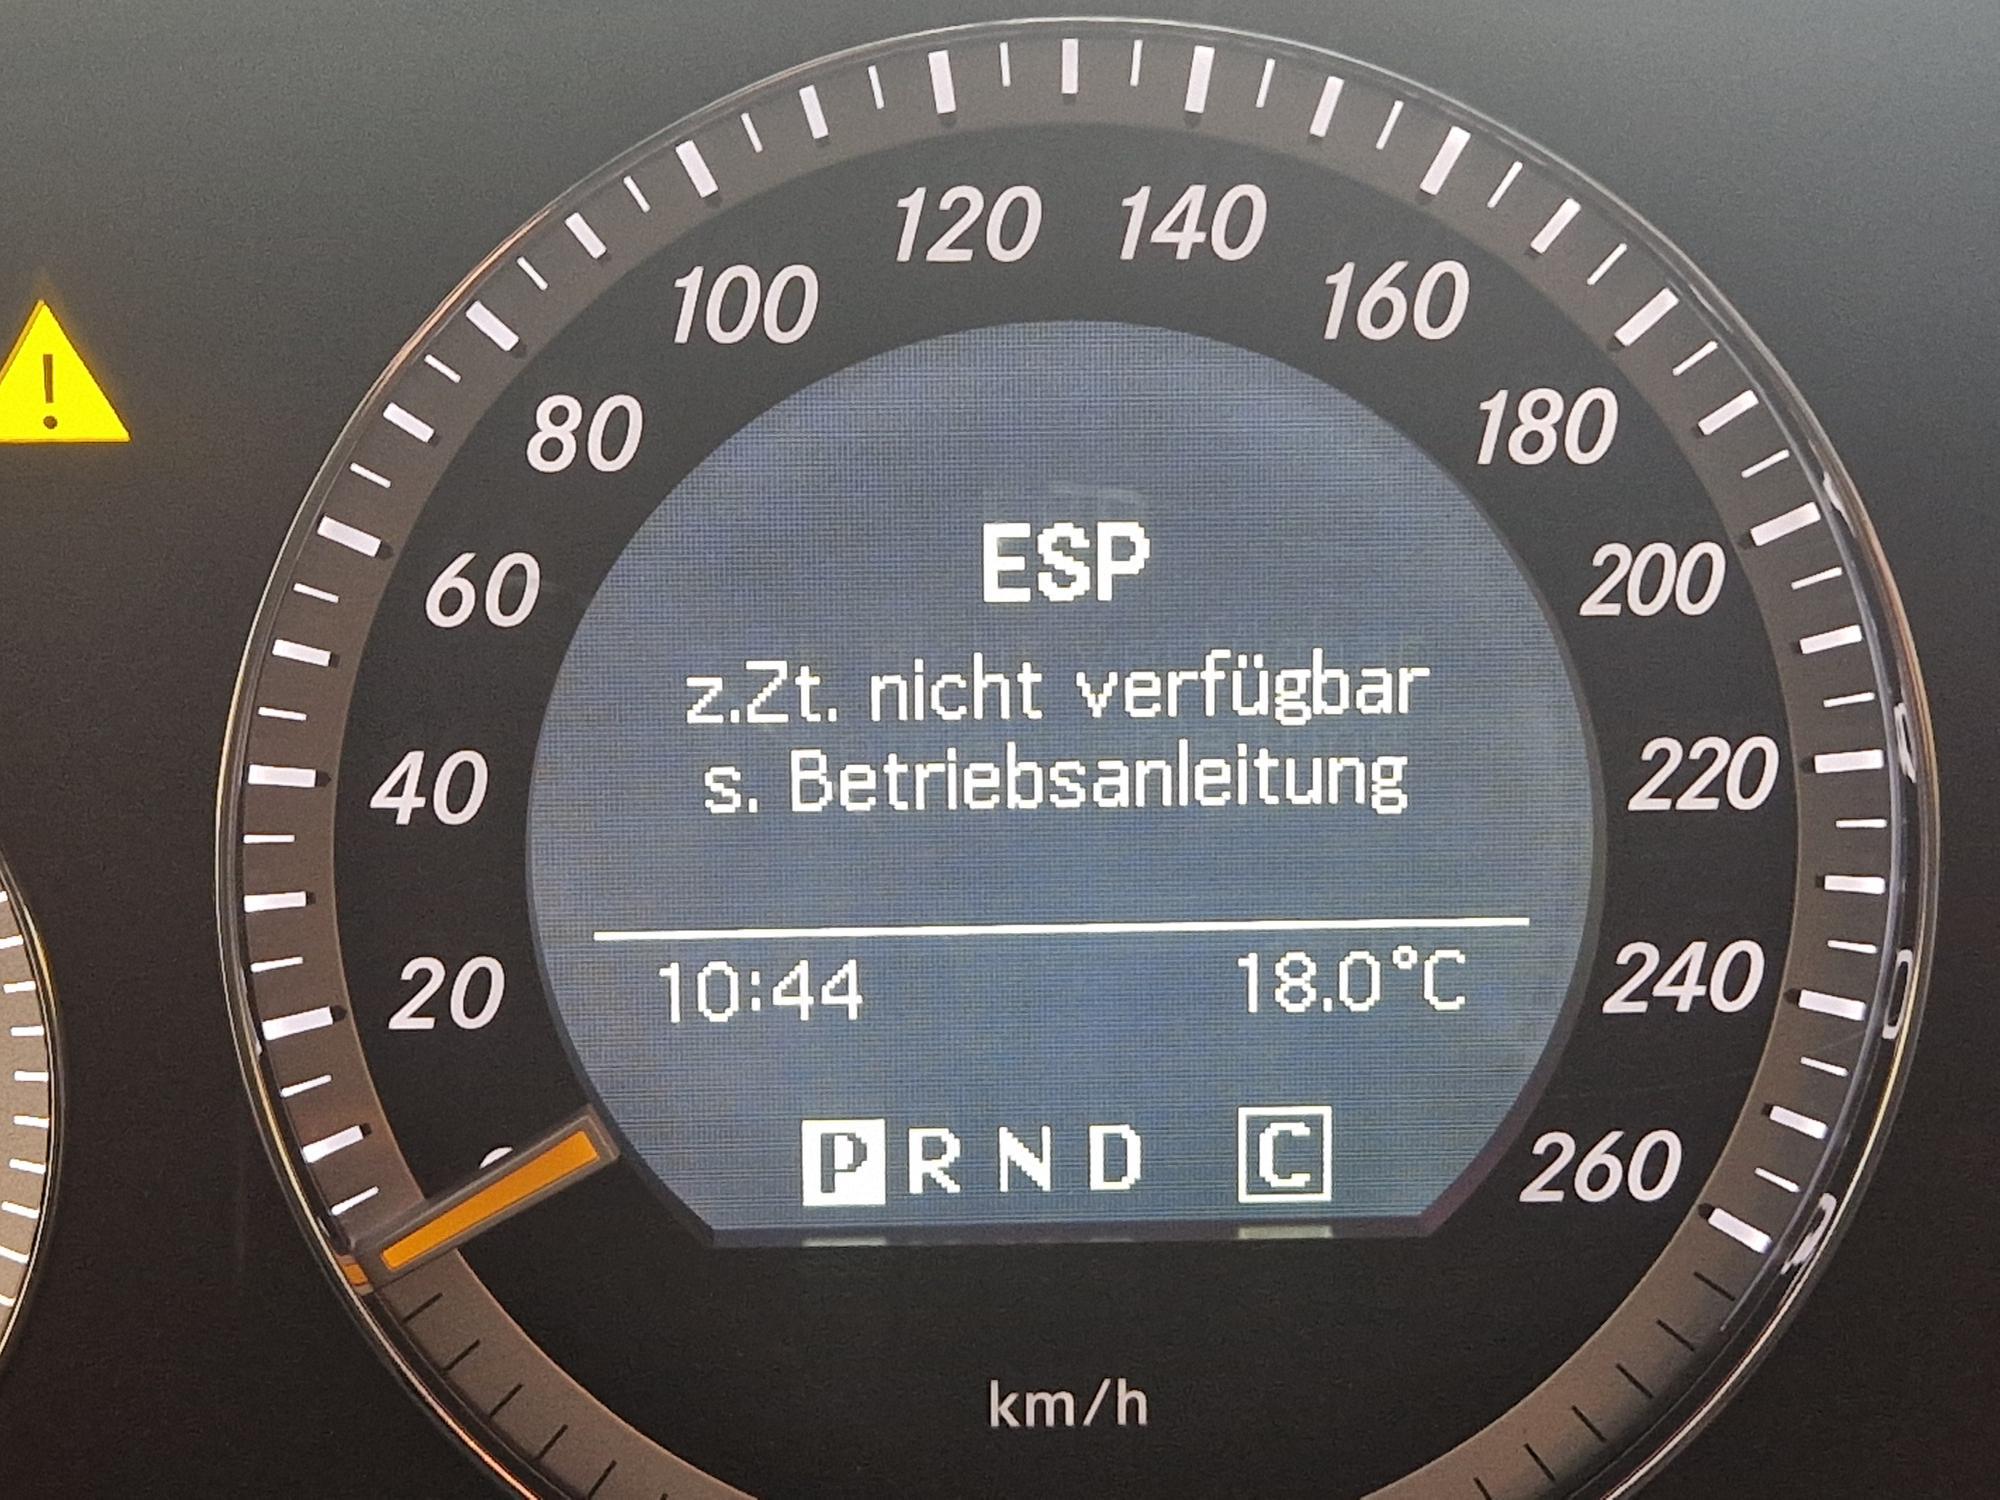 120 140
100 160
80 180
60 200
40 220
20 240
260
ESP
z.Zt. nicht verfügbar
s. Betriebsanleitung
10:44 18.0°C
P R N D C
km/h
!